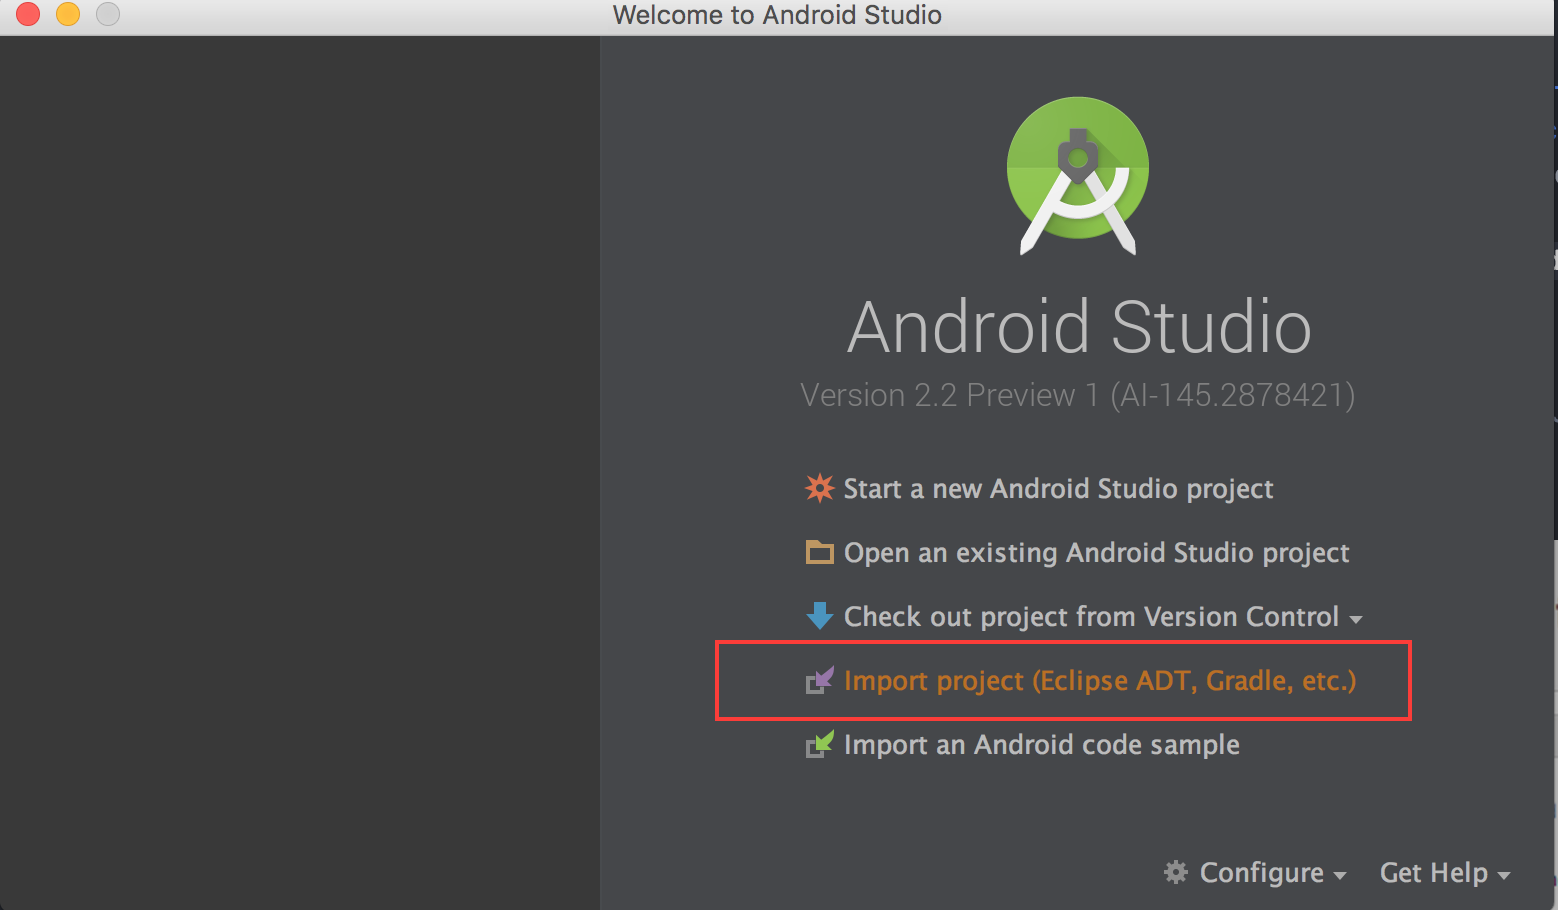 Welcome to Android Studio
Android Studio
Version 2.2 Preview 1 (AI-145.2878421)
Start a new Android Studio project
Open an existing Android Studio project
Check out project from Version Control
Import project (Eclipse ADT, Gradle, etc.)
Import an Android code sample
Configure Get Help